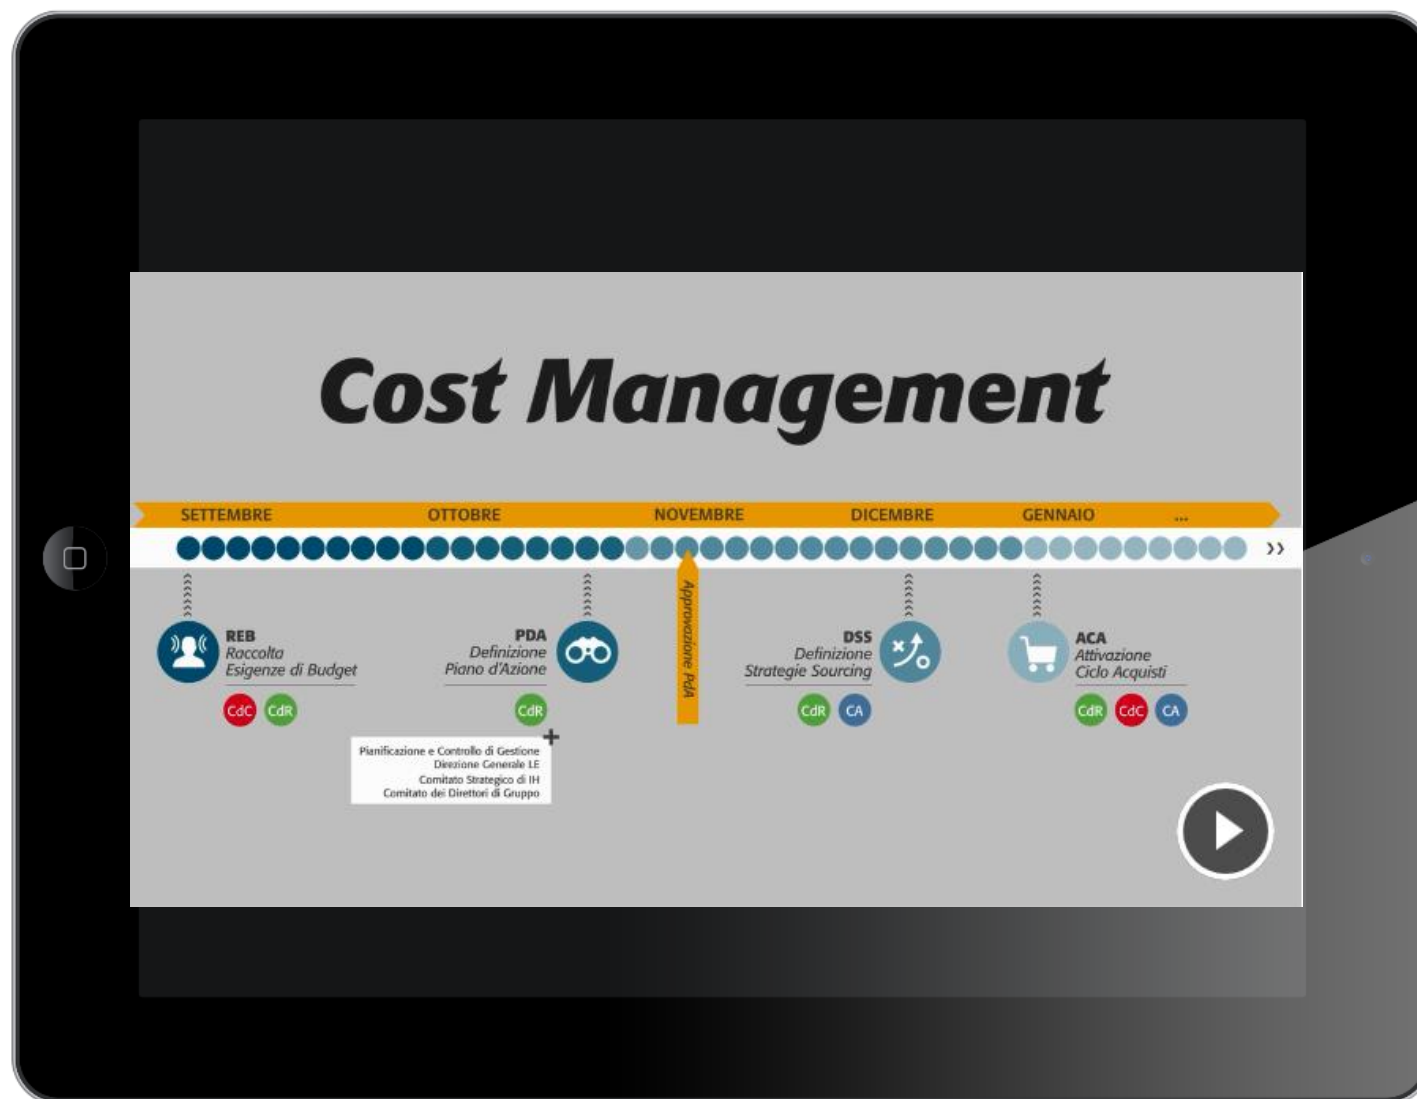 Cost Management
SETTEMBRE OTTOBRE NOVEMBRE DICEMBRE GENNAIO ...
Approvazione PdA
REB
Raccolta
Esigenze di Budget
CdC CdR
PDA
Definizione
Piano d'Azione
CdR
+
Pianificazione e Controllo di Gestione
Direzione Generale LE
Comitato Strategico di IH
Comitato dei Direttori di Gruppo
DSS
Definizione
Strategie Sourcing
CdR CA
ACA
Attivazione
Ciclo Acquisti
CdR CdC CA